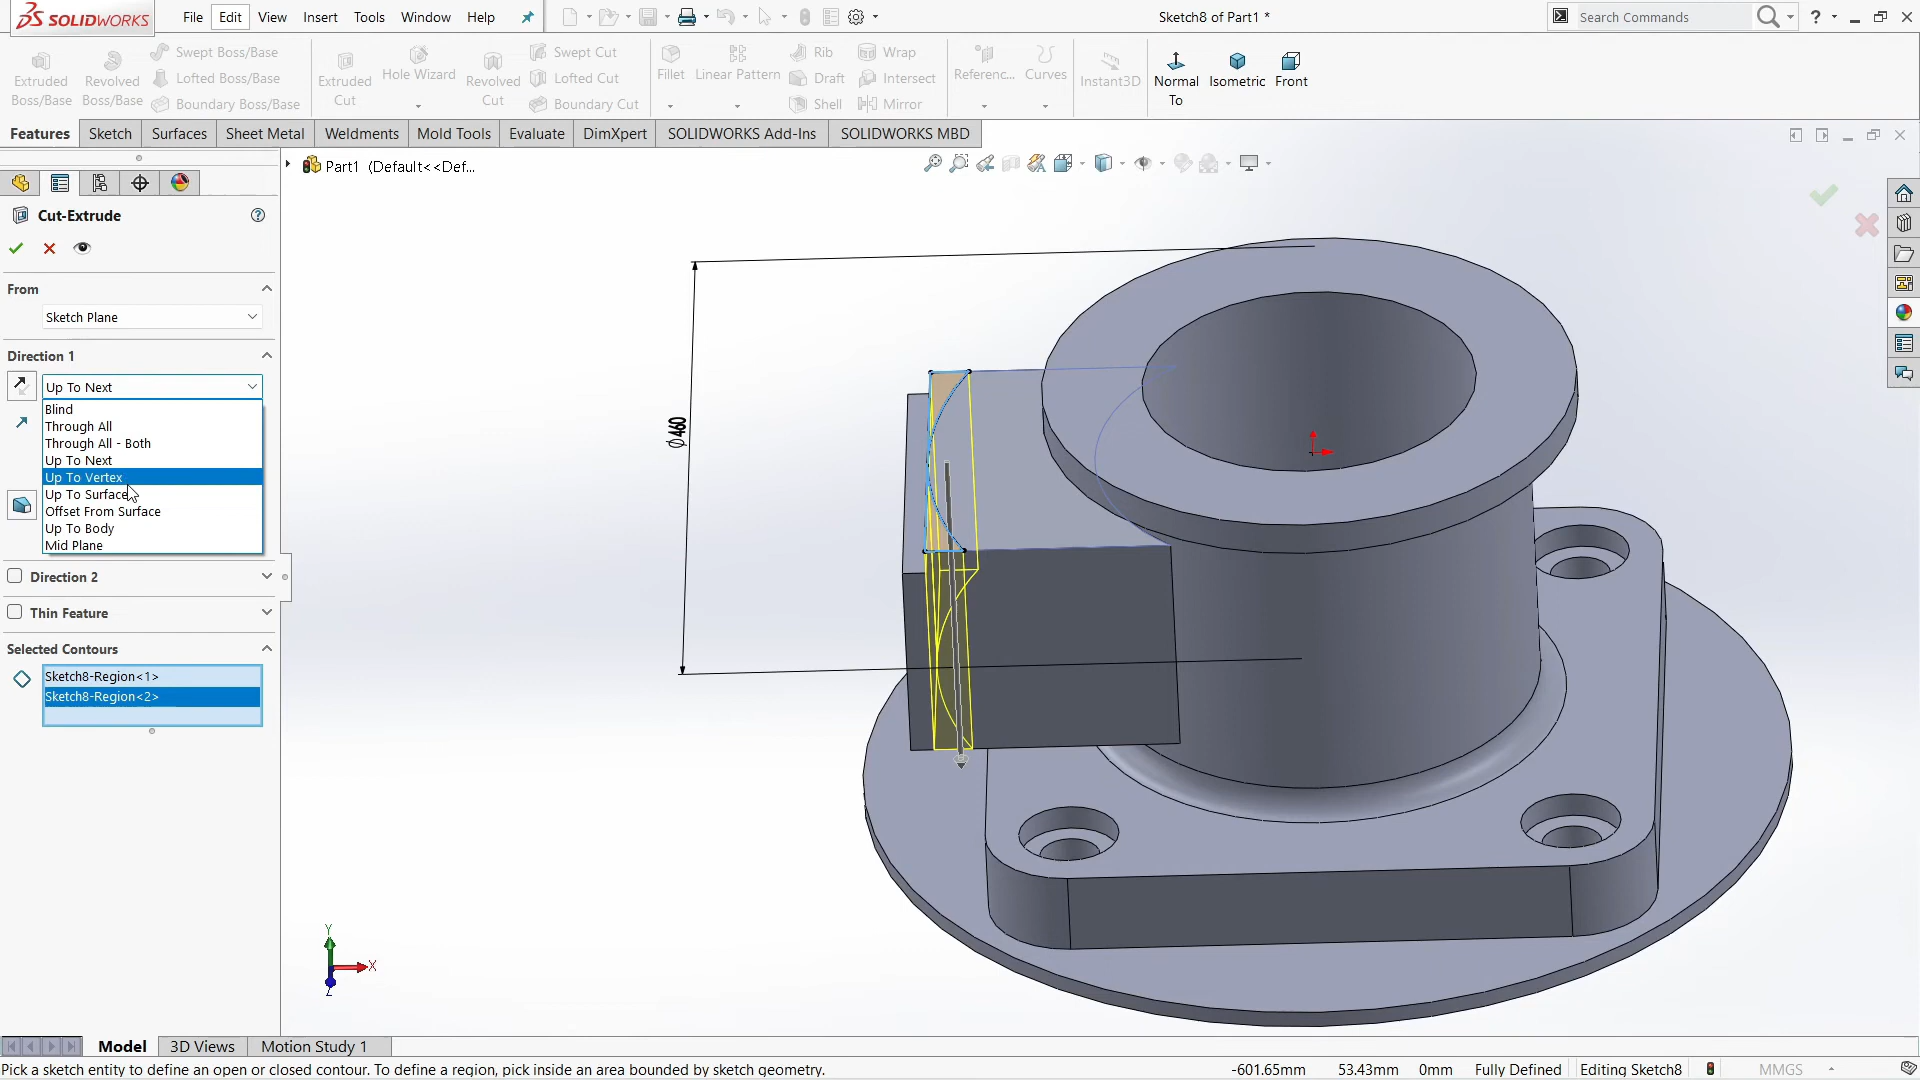 SOLIDWORKS File Edit View Insert Tools Window Help Sketch8 of Part1 * Search Commands ?
Extruded Boss/Base
Revolved Boss/Base
Swept Boss/Base
Lofted Boss/Base
Boundary Boss/Base
Extruded Cut
Hole Wizard
Revolved Cut
Swept Cut
Lofted Cut
Boundary Cut
Fillet
Linear Pattern
Rib
Draft
Shell
Wrap
Intersect
Mirror
Referenc...
Curves
Instant3D
Normal To
Isometric
Front
Features Sketch Surfaces Sheet Metal Weldments Mold Tools Evaluate DimXpert SOLIDWORKS Add-Ins SOLIDWORKS MBD
Part1 (Default<<Def...
Cut-Extrude
From
Sketch Plane
Direction 1
Up To Next
Blind
Through All
Through All - Both
Up To Next
Up To Vertex
Up To Surface
Offset From Surface
Up To Body
Mid Plane
Direction 2
Thin Feature
Selected Contours
Sketch8-Region<1>
Sketch8-Region<2>
Ø460
Y
X
Z
Model 3D Views Motion Study 1
Pick a sketch entity to define an open or closed contour. To define a region, pick inside an area bounded by sketch geometry. -601.65mm 53.43mm 0mm Fully Defined Editing Sketch8 MMGS